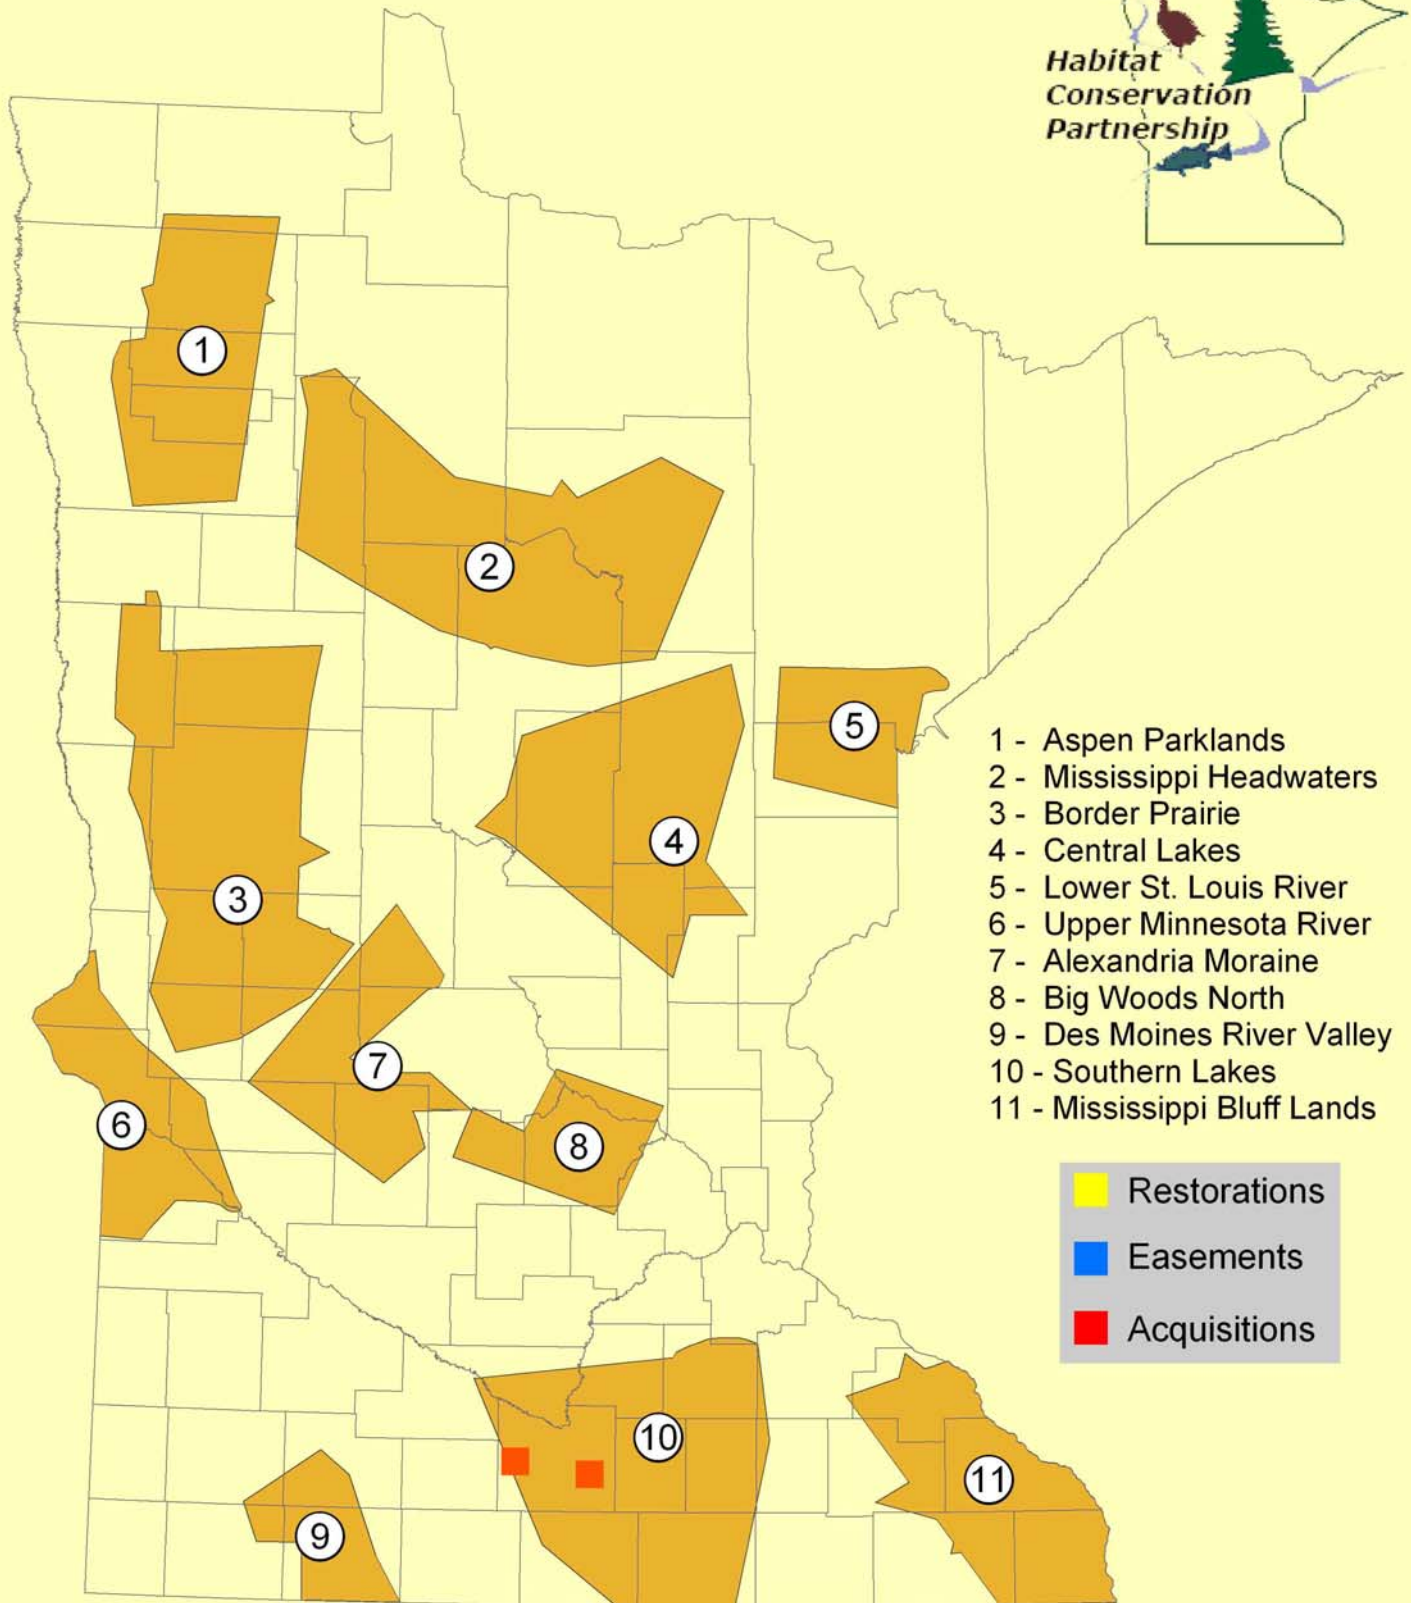 Habitat
Conservation
Partnership
1
2
5
4
3
7
6
8
10
11
9
1 - Aspen Parklands
2 - Mississippi Headwaters
3 - Border Prairie
4 - Central Lakes
5 - Lower St. Louis River
6 - Upper Minnesota River
7 - Alexandria Moraine
8 - Big Woods North
9 - Des Moines River Valley
10 - Southern Lakes
11 - Mississippi Bluff Lands
Restorations
Easements
Acquisitions